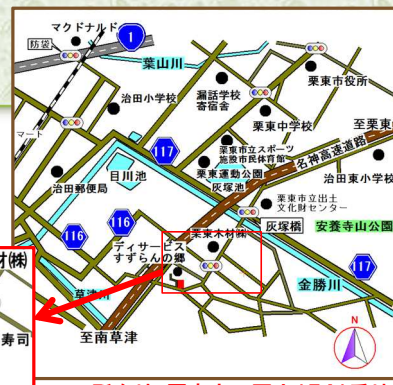 マクドナルド
1
防袋
葉山川
栗東市役所
治田小学校
漏話学校
寄宿舎
栗東中学校
至栗東
マート
117
栗東市立スポーツ
施設市民体育館
名神高速道路
目川池
栗東運動公園
灰塚池
治田東小学校
治田郵便局
栗東市立出土
文化財センター
116
116
灰塚橋
安養寺山公園
ディサービス
すずらんの郷
栗東木材㈱
材㈱
117
草津川
金勝川
寿司
至南草津
N